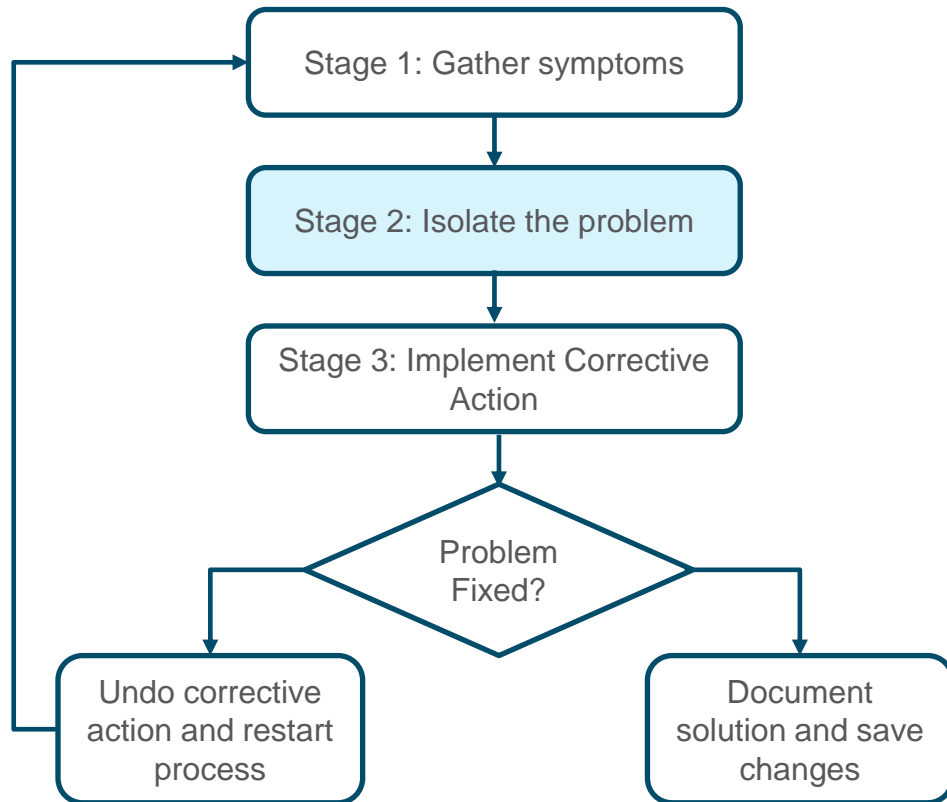 Stage 1: Gather symptoms
Stage 2: Isolate the problem
Stage 3: Implement Corrective
Action
Problem
Fixed?
Undo corrective
action and restart
process
Document
solution and save
changes